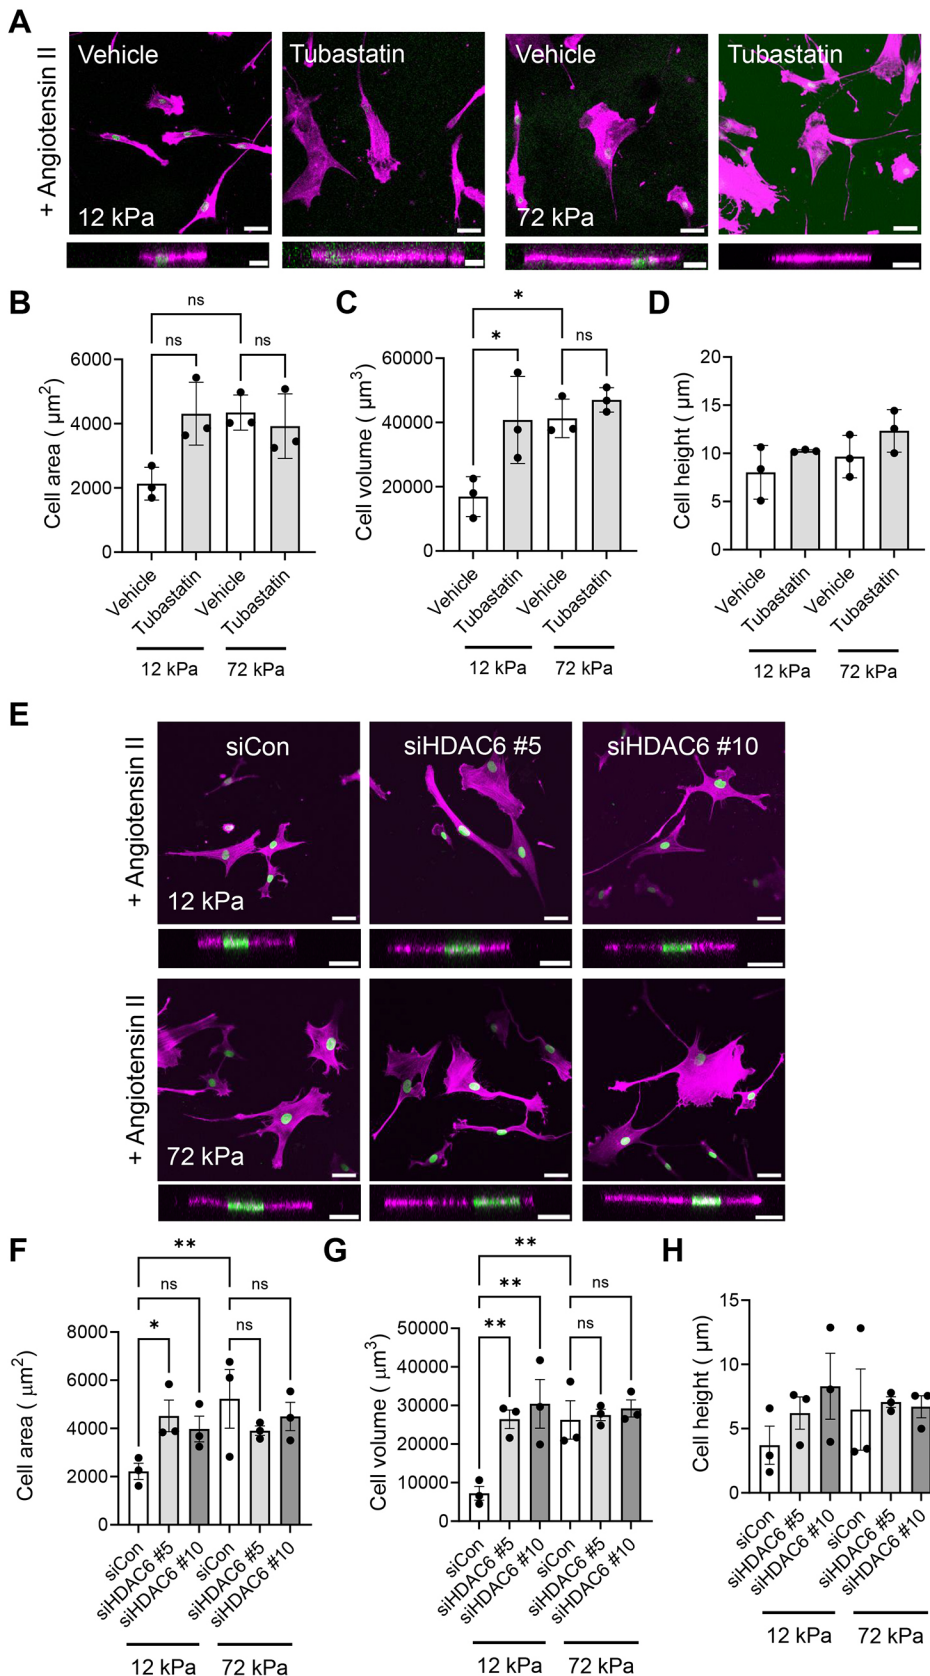 A
+ Angiotensin II
Vehicle
Tubastatin
Vehicle
Tubastatin
12 kPa
72 kPa
B
ns
ns
ns
Cell area ( µm²)
6000
4000
2000
0
Vehicle
Tubastatin
Vehicle
Tubastatin
12 kPa
72 kPa
C
*
*
ns
Cell volume ( µm³)
60000
40000
20000
0
Vehicle
Tubastatin
Vehicle
Tubastatin
12 kPa
72 kPa
D
Cell height ( µm)
20
15
10
5
0
Vehicle
Tubastatin
Vehicle
Tubastatin
12 kPa
72 kPa
E
+ Angiotensin II
siCon
siHDAC6 #5
siHDAC6 #10
12 kPa
+ Angiotensin II
72 kPa
F
**
ns
ns
*
ns
Cell area ( µm²)
8000
6000
4000
2000
0
siCon
siHDAC6 #5
siHDAC6 #10
siCon
siHDAC6 #5
siHDAC6 #10
12 kPa
72 kPa
G
**
**
ns
**
ns
Cell volume ( µm³)
50000
40000
30000
20000
10000
0
siCon
siHDAC6 #5
siHDAC6 #10
siCon
siHDAC6 #5
siHDAC6 #10
12 kPa
72 kPa
H
Cell height ( µm)
15
10
5
0
siCon
siHDAC6 #5
siHDAC6 #10
siCon
siHDAC6 #5
siHDAC6 #10
12 kPa
72 kPa